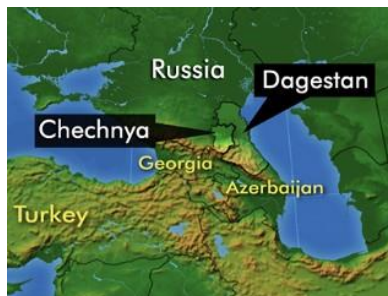 Russia
Dagestan
Chechnya
Georgia
Azerbaijan
Turkey